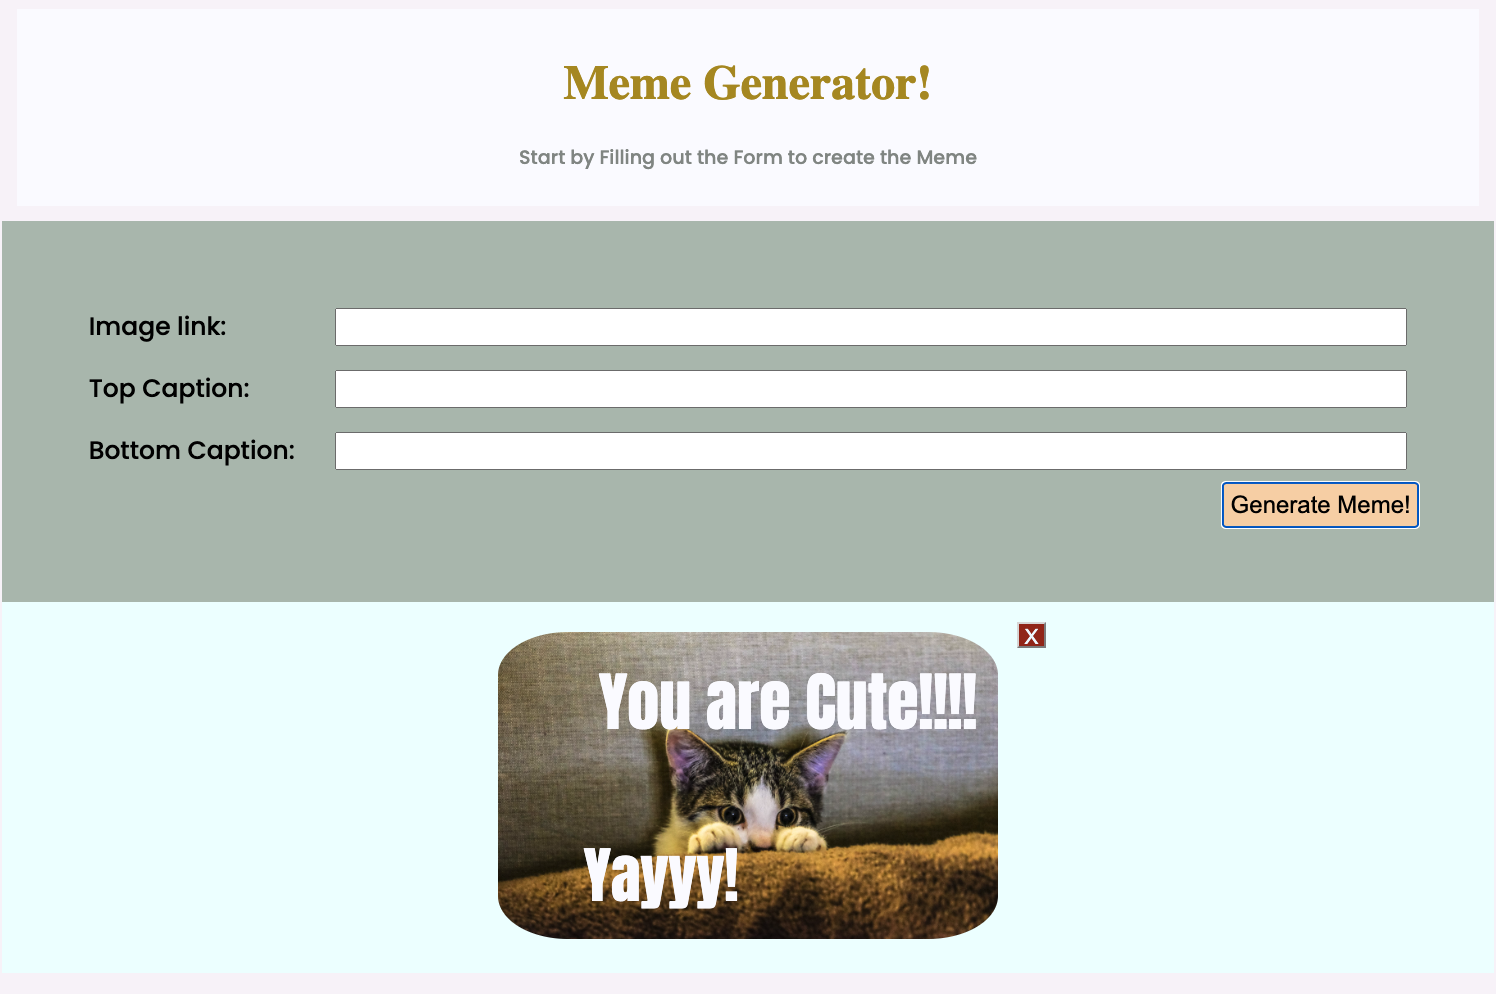 Meme Generator!
Start by Filling out the Form to create the Meme
Image link:
Top Caption:
Bottom Caption:
Generate Meme!
X
You are Cute!!!!
Yayyy!